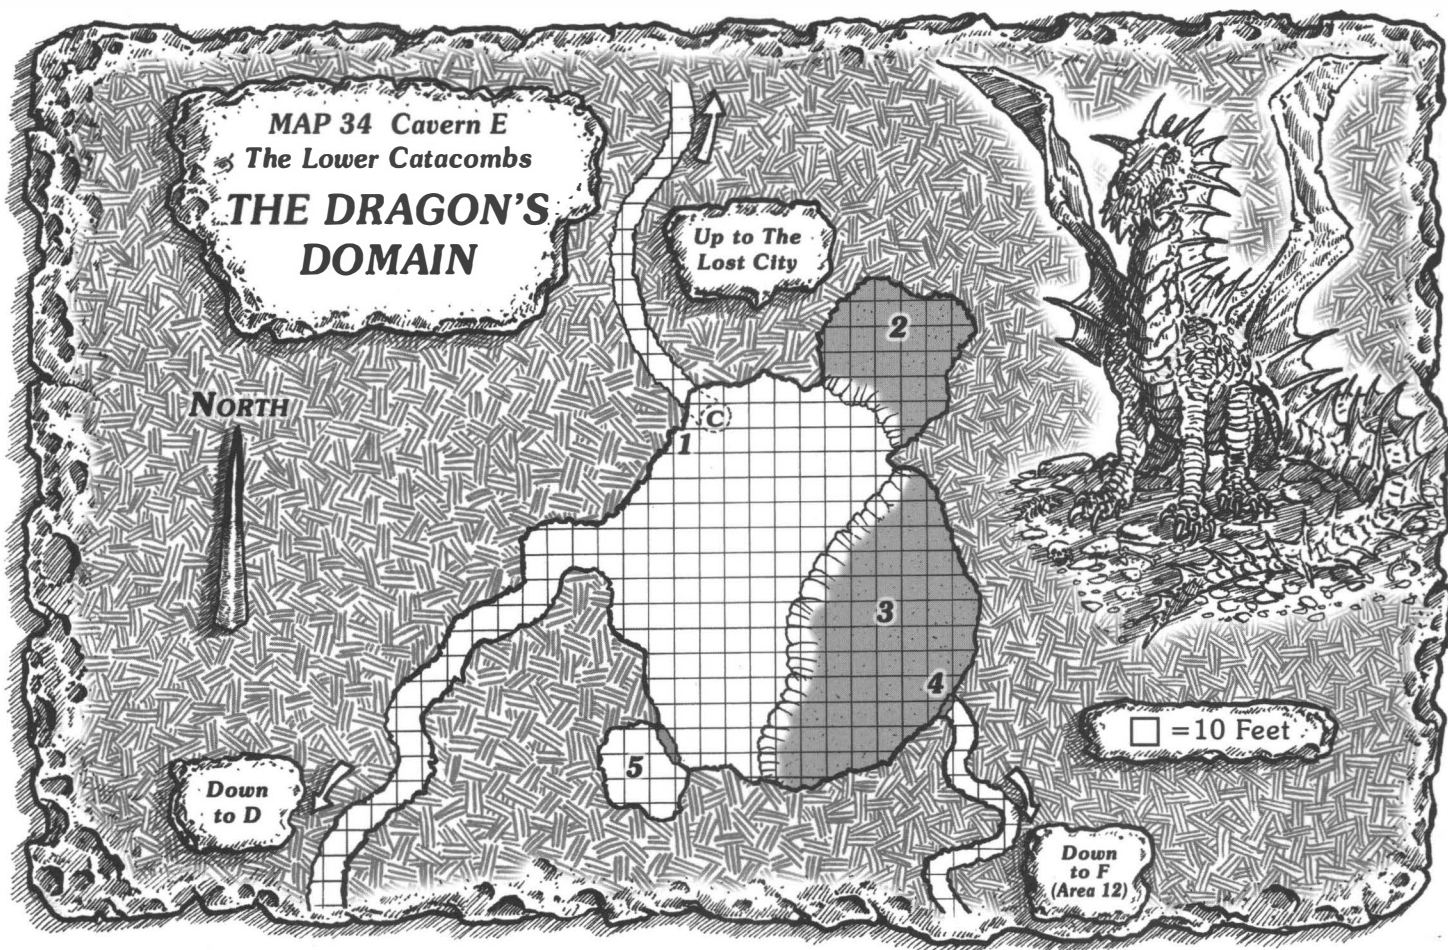 MAP 34 Cavern E
The Lower Catacombs
THE DRAGON'S
DOMAIN
Up to The
Lost City
2
NORTH
C
1
3
4
=10 Feet
5
Down
to D
Down
to F
(Area 12)